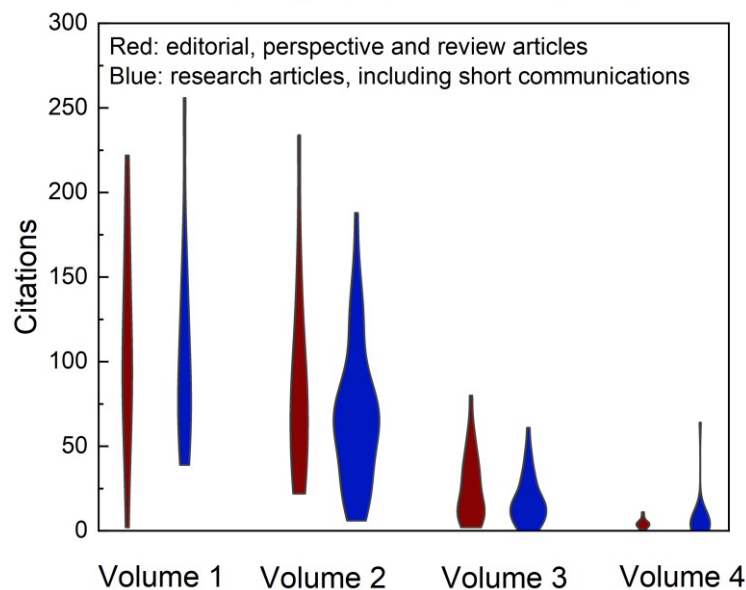 300
Red: editorial, perspective and review articles
Blue: research articles, including short communications
250
200
150
100
50
0
Citations
Volume 1 Volume 2 Volume 3 Volume 4